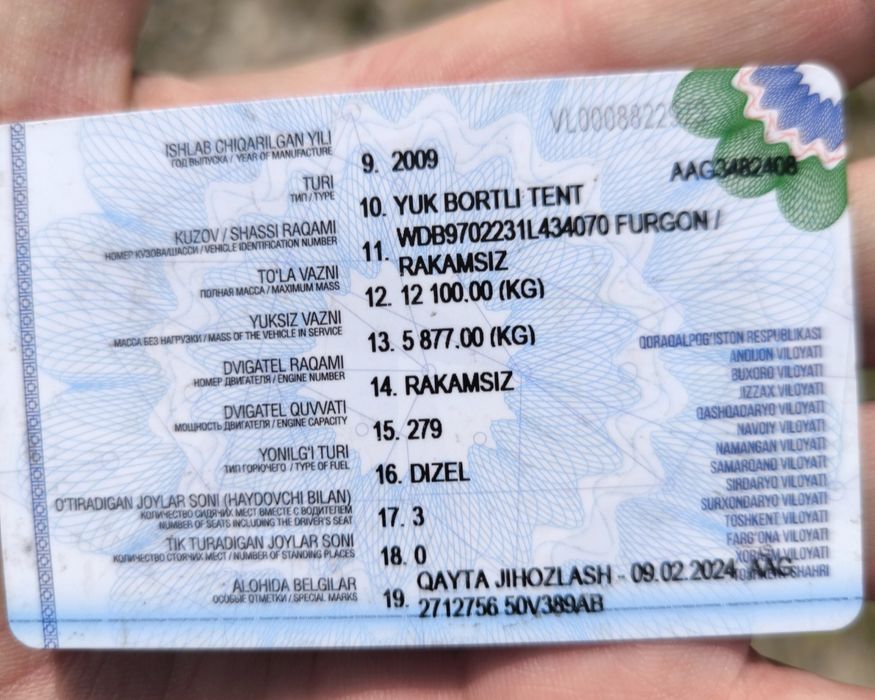 VL0008822
AAG3482408
ISHLAB CHIQARILGAN YILI
ГОД ВЫПУСКА / YEAR OF MANUFACTURE
9. 2009
TURI
ТИП / TYPE
10. YUK BORTLI TENT
KUZOV / SHASSI RAQAMI
НОМЕР КУЗОВА/ШАССИ / VEHICLE IDENTIFICATION NUMBER
11. WDB9702231L434070 FURGON /
RAKAMSIZ
TO'LA VAZNI
ПОЛНАЯ МАССА / MAXIMUM MASS
12. 12 100.00 (KG)
YUKSIZ VAZNI
МАССА БЕЗ НАГРУЗКИ / MASS OF THE VEHICLE IN SERVICE
13. 5 877.00 (KG)
DVIGATEL RAQAMI
НОМЕР ДВИГАТЕЛЯ / ENGINE NUMBER
14. RAKAMSIZ
DVIGATEL QUVVATI
МОЩНОСТЬ ДВИГАТЕЛЯ / ENGINE CAPACITY
15. 279
YONILG'I TURI
ТИП ГОРЮЧЕГО / TYPE OF FUEL
16. DIZEL
O'TIRADIGAN JOYLAR SONI (HAYDOVCHI BILAN)
КОЛИЧЕСТВО СИДЯЧИХ МЕСТ ВМЕСТЕ С ВОДИТЕЛЕМ
NUMBER OF SEATS INCLUDING THE DRIVER'S SEAT
17. 3
TIK TURADIGAN JOYLAR SONI
КОЛИЧЕСТВО СТОЯЧИХ МЕСТ / NUMBER OF STANDING PLACES
18. 0
ALOHIDA BELGILAR
ОСОБЫЕ ОТМЕТКИ / SPECIAL MARKS
19. QAYTA JIHOZLASH - 09.02.2024 AAG
2712756 50V389AB
QORAQALPOG'ISTON RESPUBLIKASI
ANDIJON VILOYATI
BUXORO VILOYATI
JIZZAX VILOYATI
QASHQADARYO VILOYATI
NAVOIY VILOYATI
NAMANGAN VILOYATI
SAMARQAND VILOYATI
SIRDARYO VILOYATI
SURXONDARYO VILOYATI
TOSHKENT VILOYATI
FARG'ONA VILOYATI
XORAZM VILOYATI
TOSHKENT SHAHRI